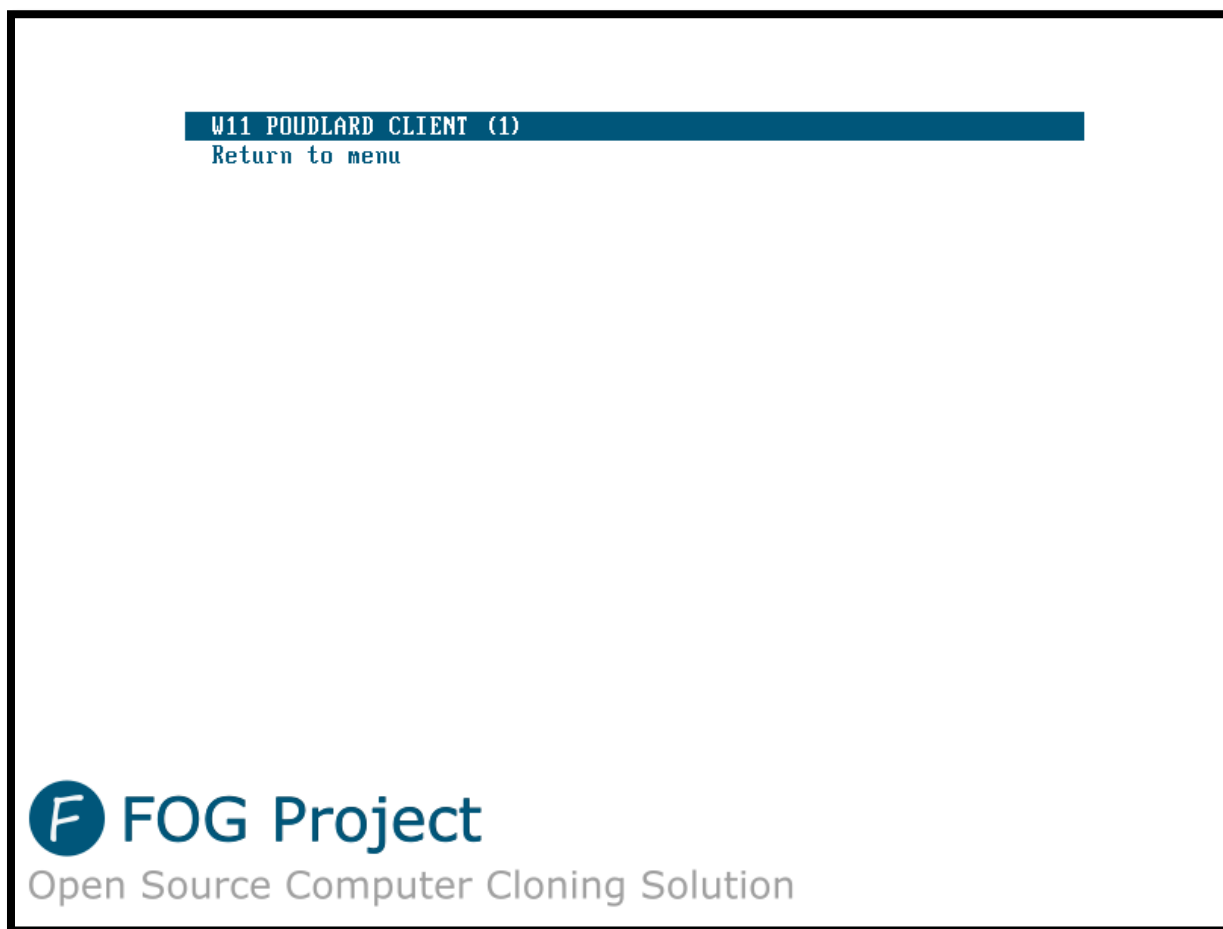 W11 POUDLARD CLIENT (1)
Return to menu
F FOG Project
Open Source Computer Cloning Solution